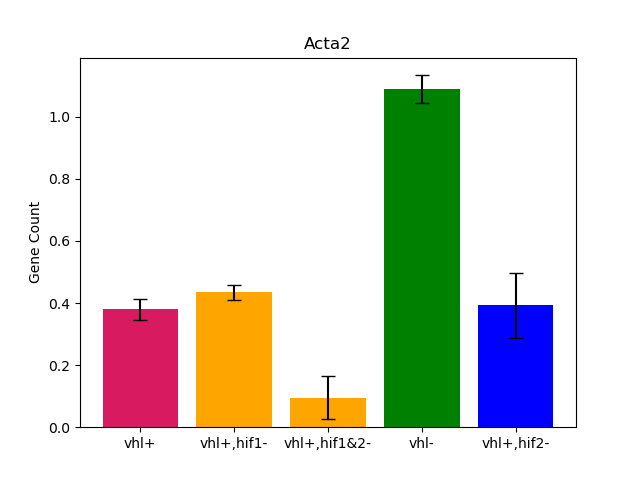 Acta2
Gene Count
1.0
0.8
0.6
0.4
0.2
0.0
vhl+
vhl+,hif1-
vhl+,hif1&2-
vhl-
vhl+,hif2-